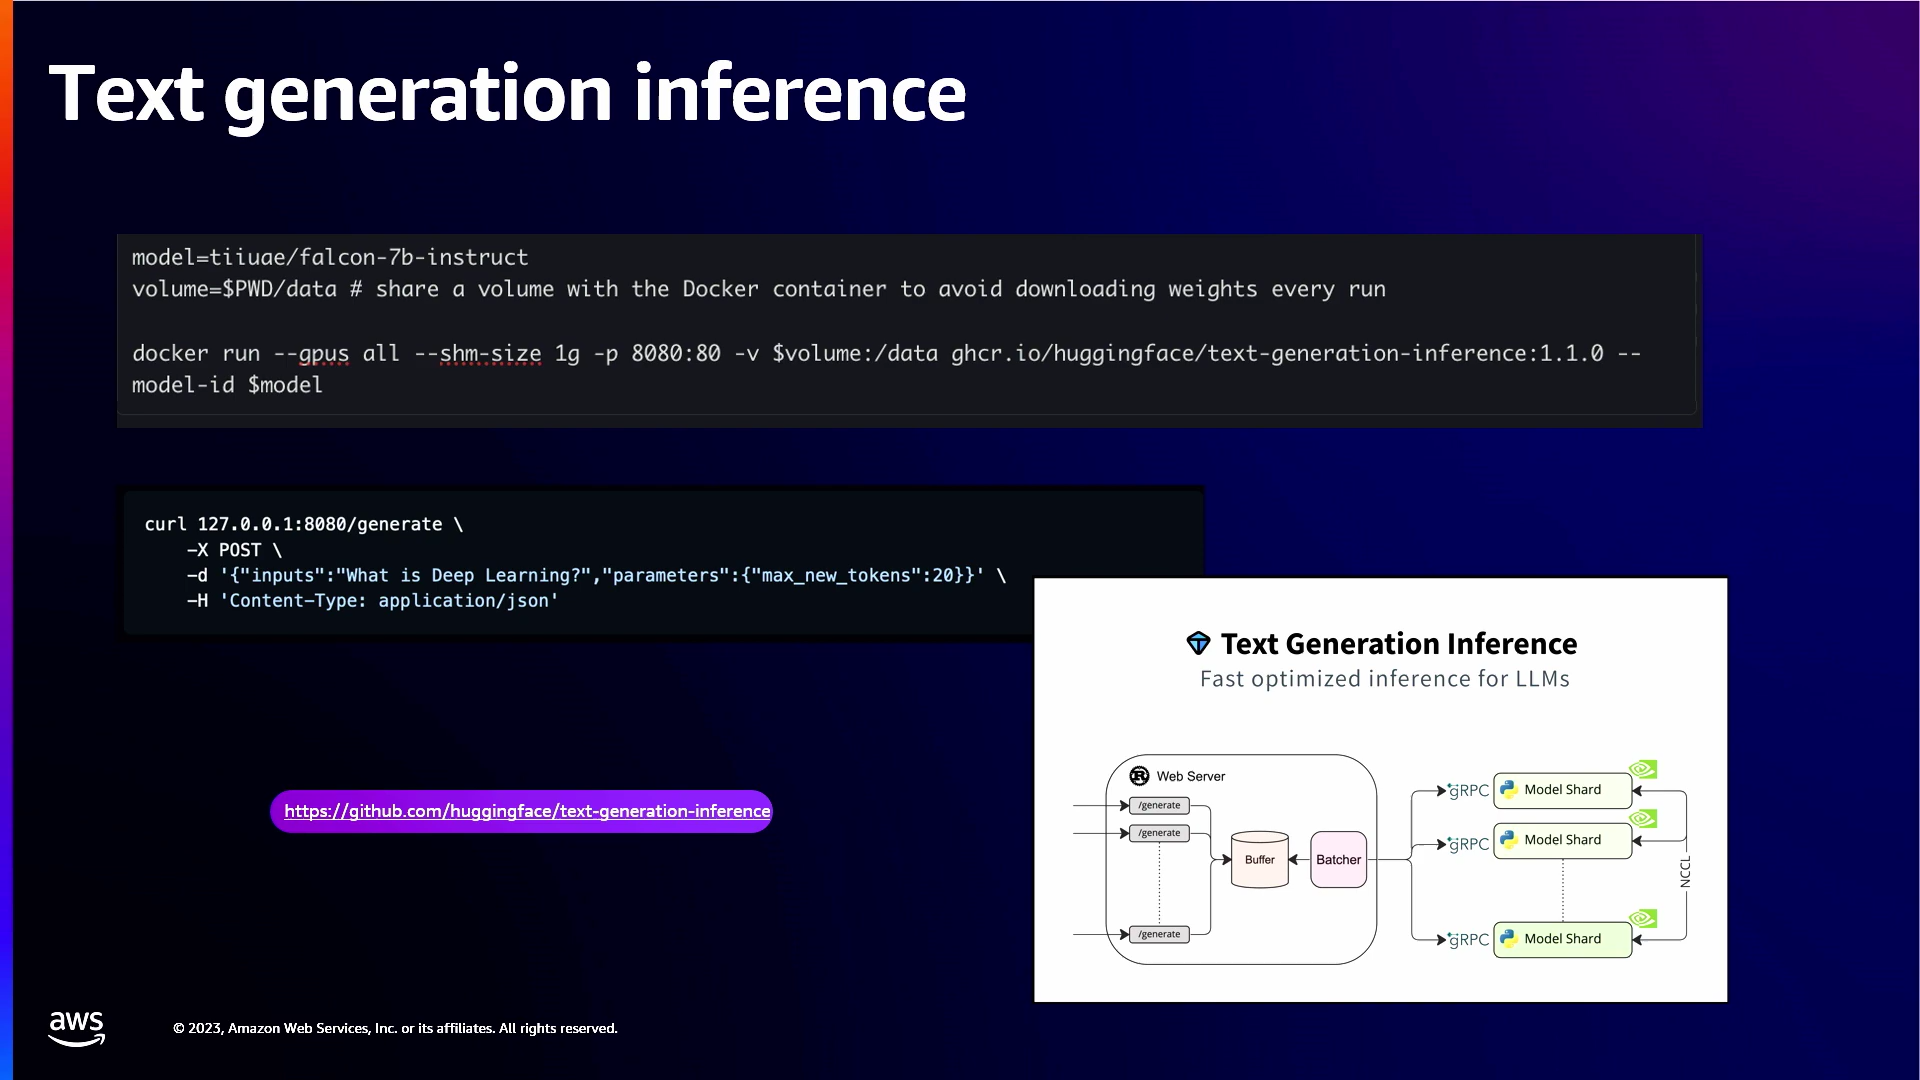 Text generation inference
model=tiiuae/falcon-7b-instruct
volume=$PWD/data # share a volume with the Docker container to avoid downloading weights every run
docker run --gpus all --shm-size 1g -p 8080:80 -v $volume:/data ghcr.io/huggingface/text-generation-inference:1.1.0 --
model-id $model
curl 127.0.0.1:8080/generate \
    -X POST \
    -d '{"inputs":"What is Deep Learning?","parameters":{"max_new_tokens":20}}' \
    -H 'Content-Type: application/json'
Text Generation Inference
Fast optimized inference for LLMs
Web Server
/generate
/generate
/generate
Buffer
Batcher
gRPC
Model Shard
gRPC
Model Shard
gRPC
Model Shard
NCCL
https://github.com/huggingface/text-generation-inference
aws
© 2023, Amazon Web Services, Inc. or its affiliates. All rights reserved.